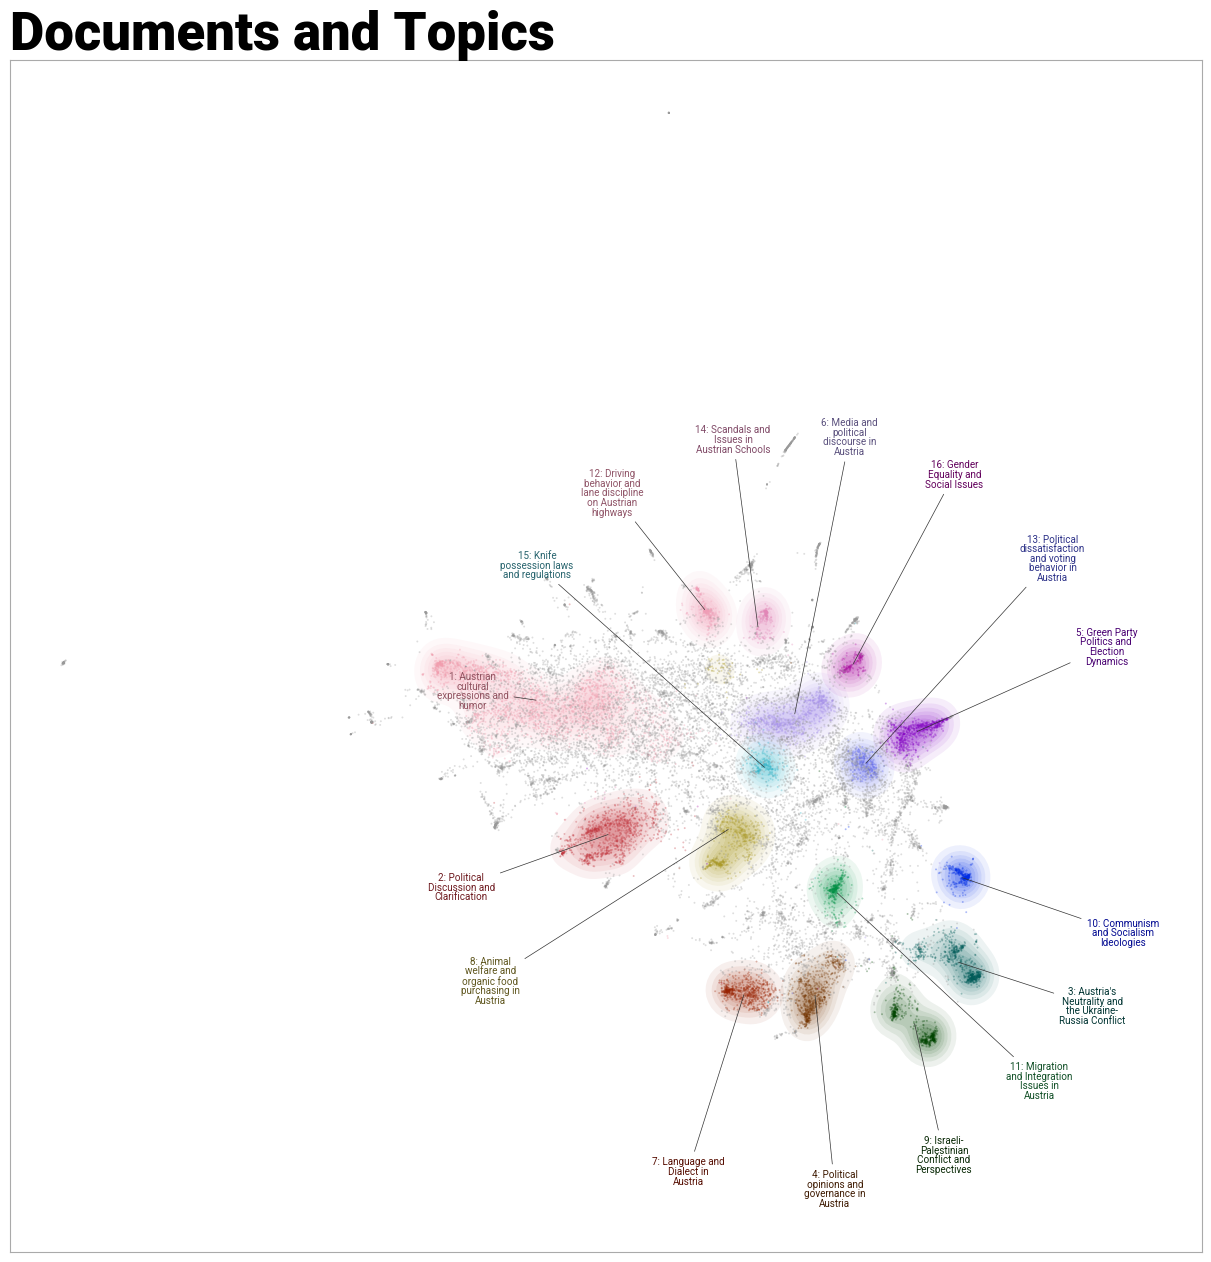 Documents and Topics
6: Media and
political
discourse in
Austria
14: Scandals and
Issues in
Austrian Schools
16: Gender
Equality and
Social Issues
12: Driving
behavior and
lane discipline
on Austrian
highways
13: Political
dissatisfaction
and voting
behavior in
Austria
15: Knife
possession laws
and regulations
5: Green Party
Politics and
Election
Dynamics
1: Austrian
cultural
expressions and
humor
2: Political
Discussion and
Clarification
10: Communism
and Socialism
Ideologies
8: Animal
welfare and
organic food
purchasing in
Austria
3: Austria's
Neutrality and
the Ukraine-
Russia Conflict
11: Migration
and Integration
Issues in
Austria
9: Israeli-
Palestinian
Conflict and
Perspectives
7: Language and
Dialect in
Austria
4: Political
opinions and
governance in
Austria